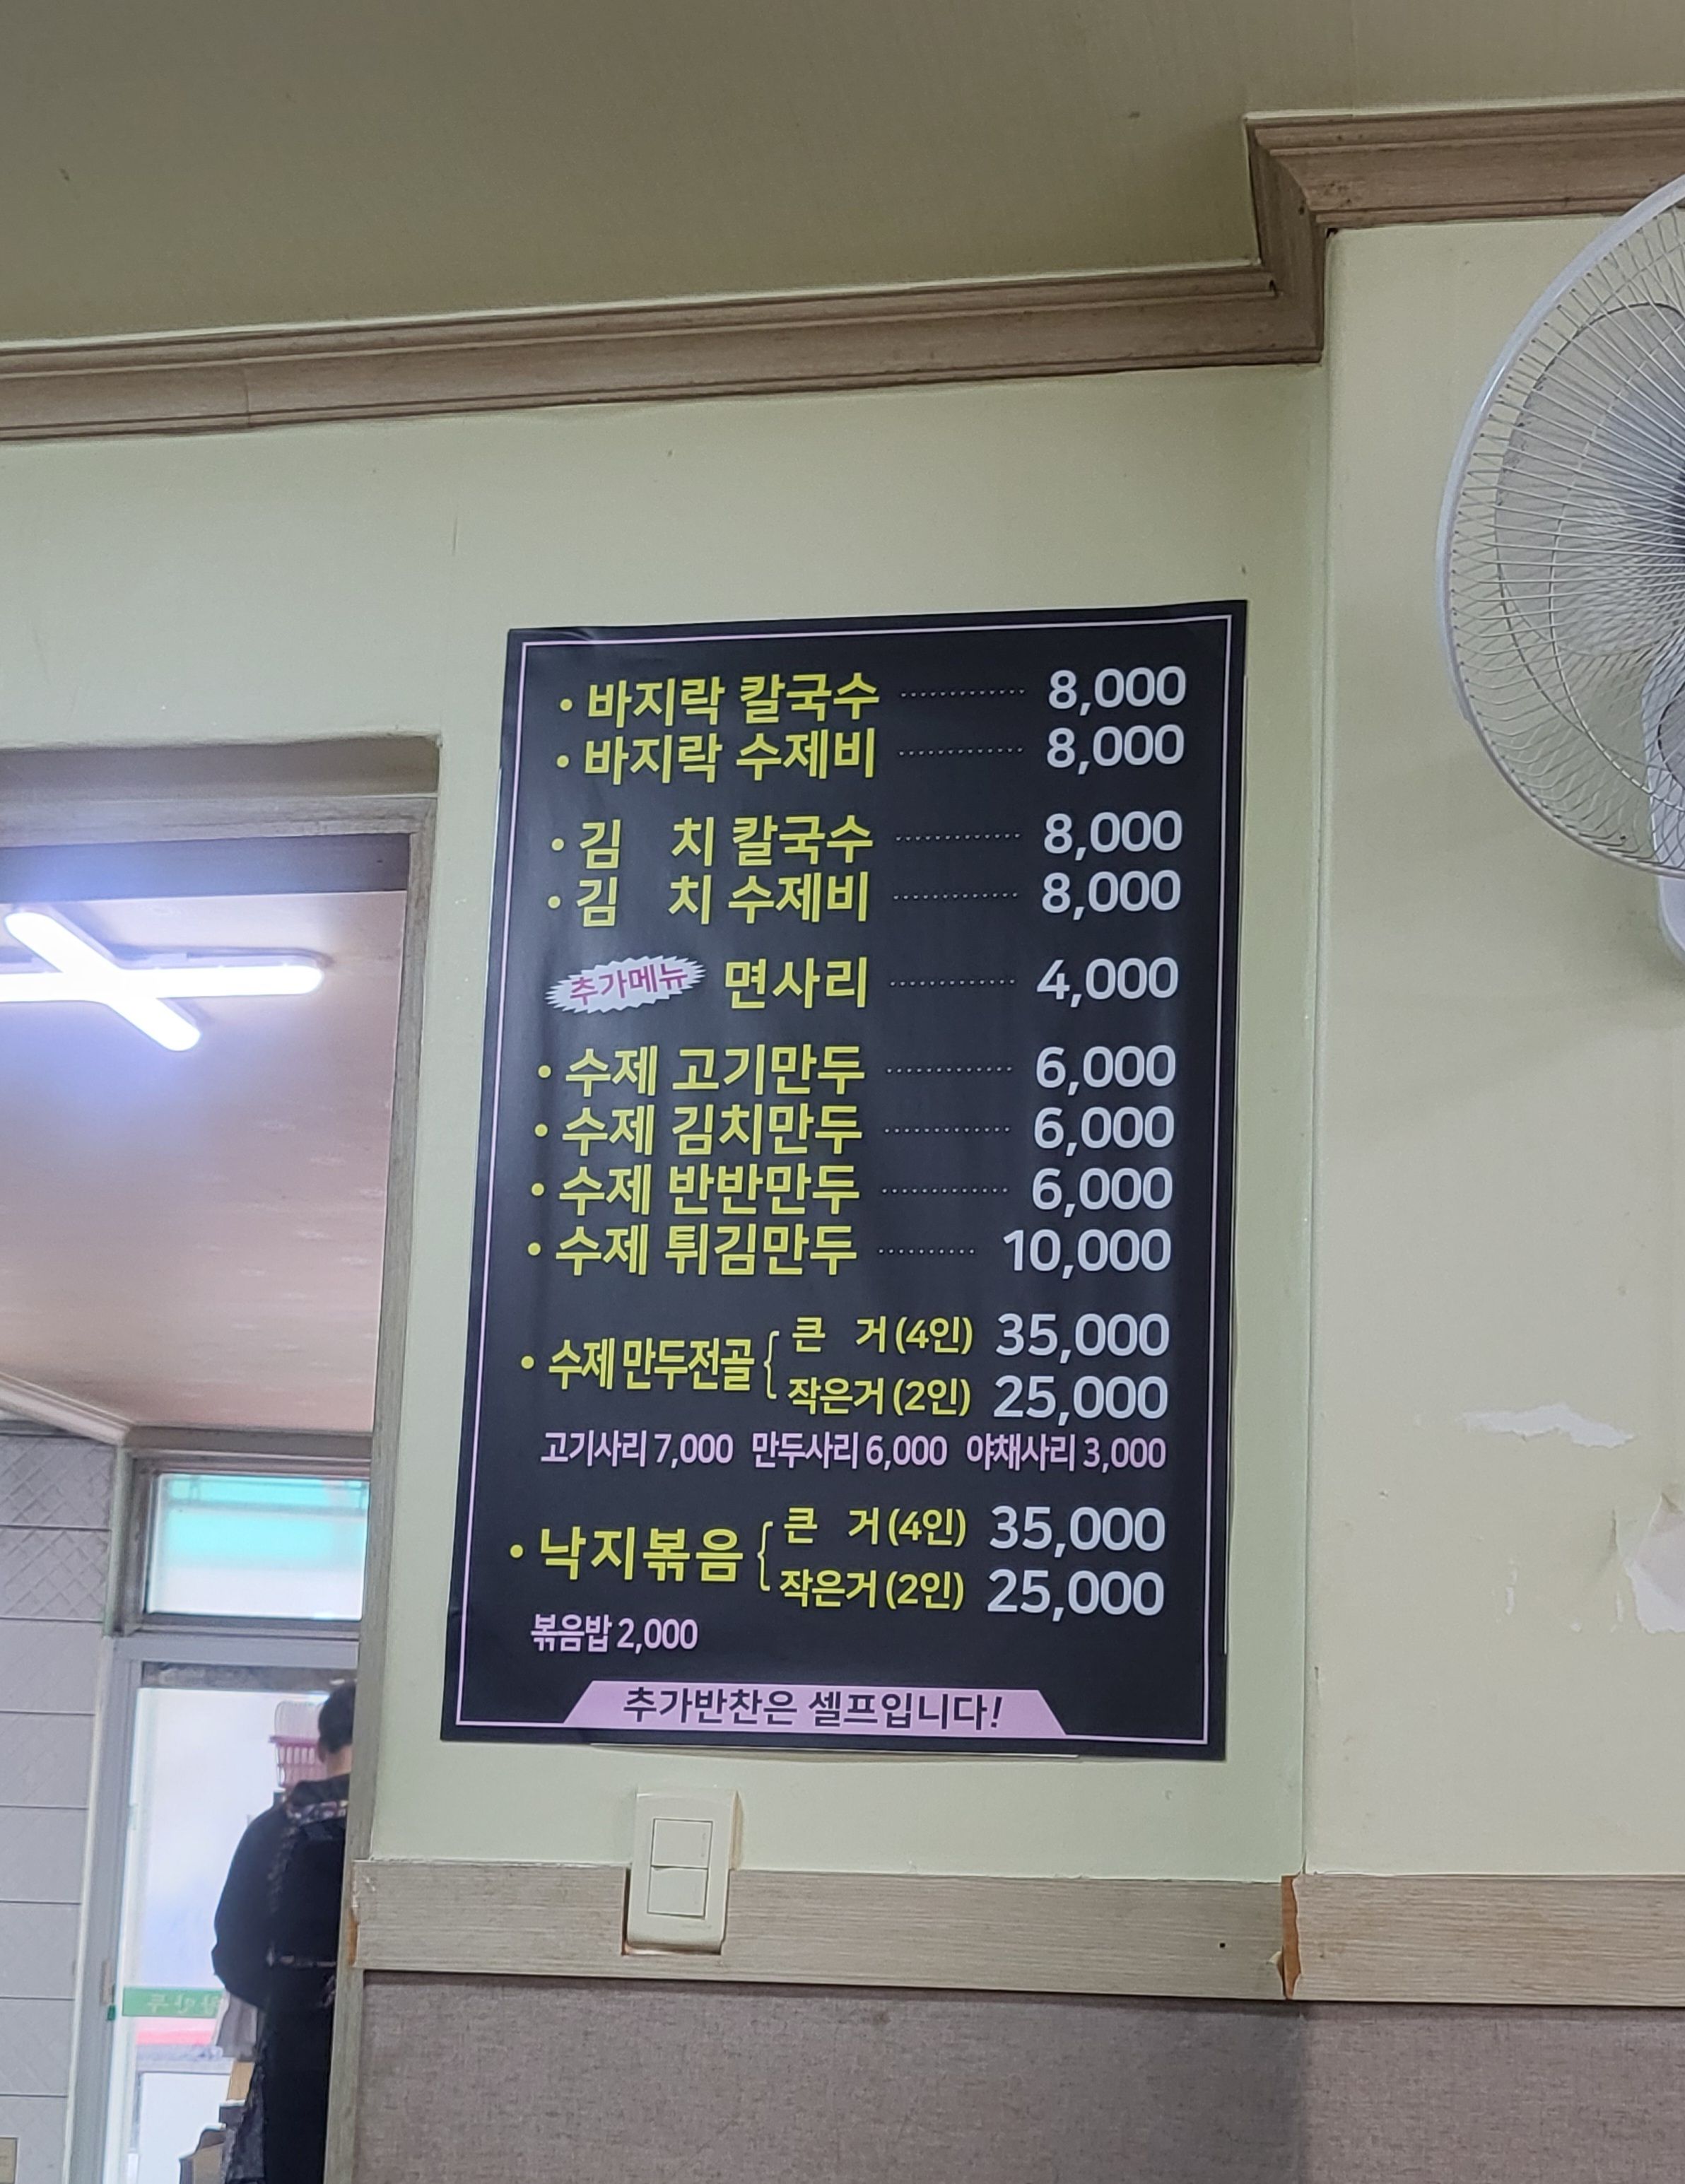 • 바지락 칼국수 ············· 8,000
• 바지락 수제비 ············· 8,000
• 김 치 칼국수 ············· 8,000
• 김 치 수제비 ············· 8,000
추가메뉴 면사리 ············· 4,000
• 수제 고기만두 ············· 6,000
• 수제 김치만두 ············· 6,000
• 수제 반반만두 ············· 6,000
• 수제 튀김만두 ·········· 10,000
• 수제 만두전골 { 큰 거 (4인) 35,000
작은거 (2인) 25,000
고기사리 7,000 만두사리 6,000 야채사리 3,000
• 낙지볶음 { 큰 거 (4인) 35,000
작은거 (2인) 25,000
볶음밥 2,000
추가반찬은 셀프입니다!